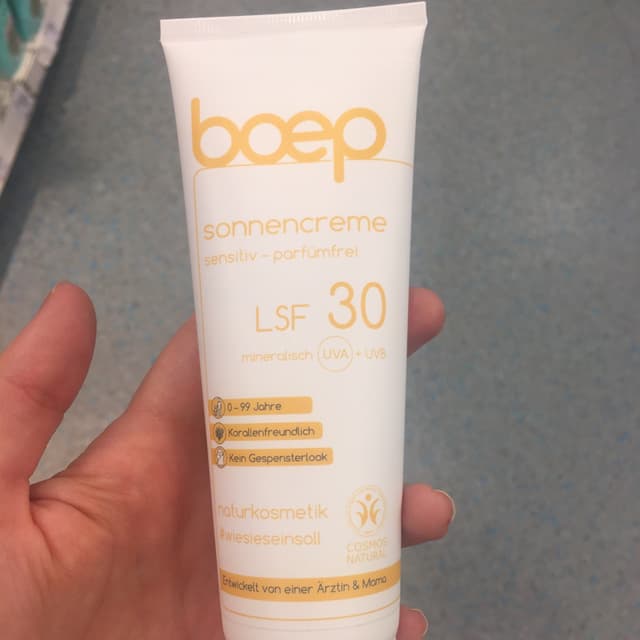 boep
sonnencreme
sensitiv – parfümfrei
LSF 30
mineralisch UVA + UVB
0 – 99 Jahre
Korallenfreundlich
Kein Gespensterlook
naturkosmetik
#wiesieseinsoll
COSMOS
NATURAL
Entwickelt von einer Ärztin & Mama